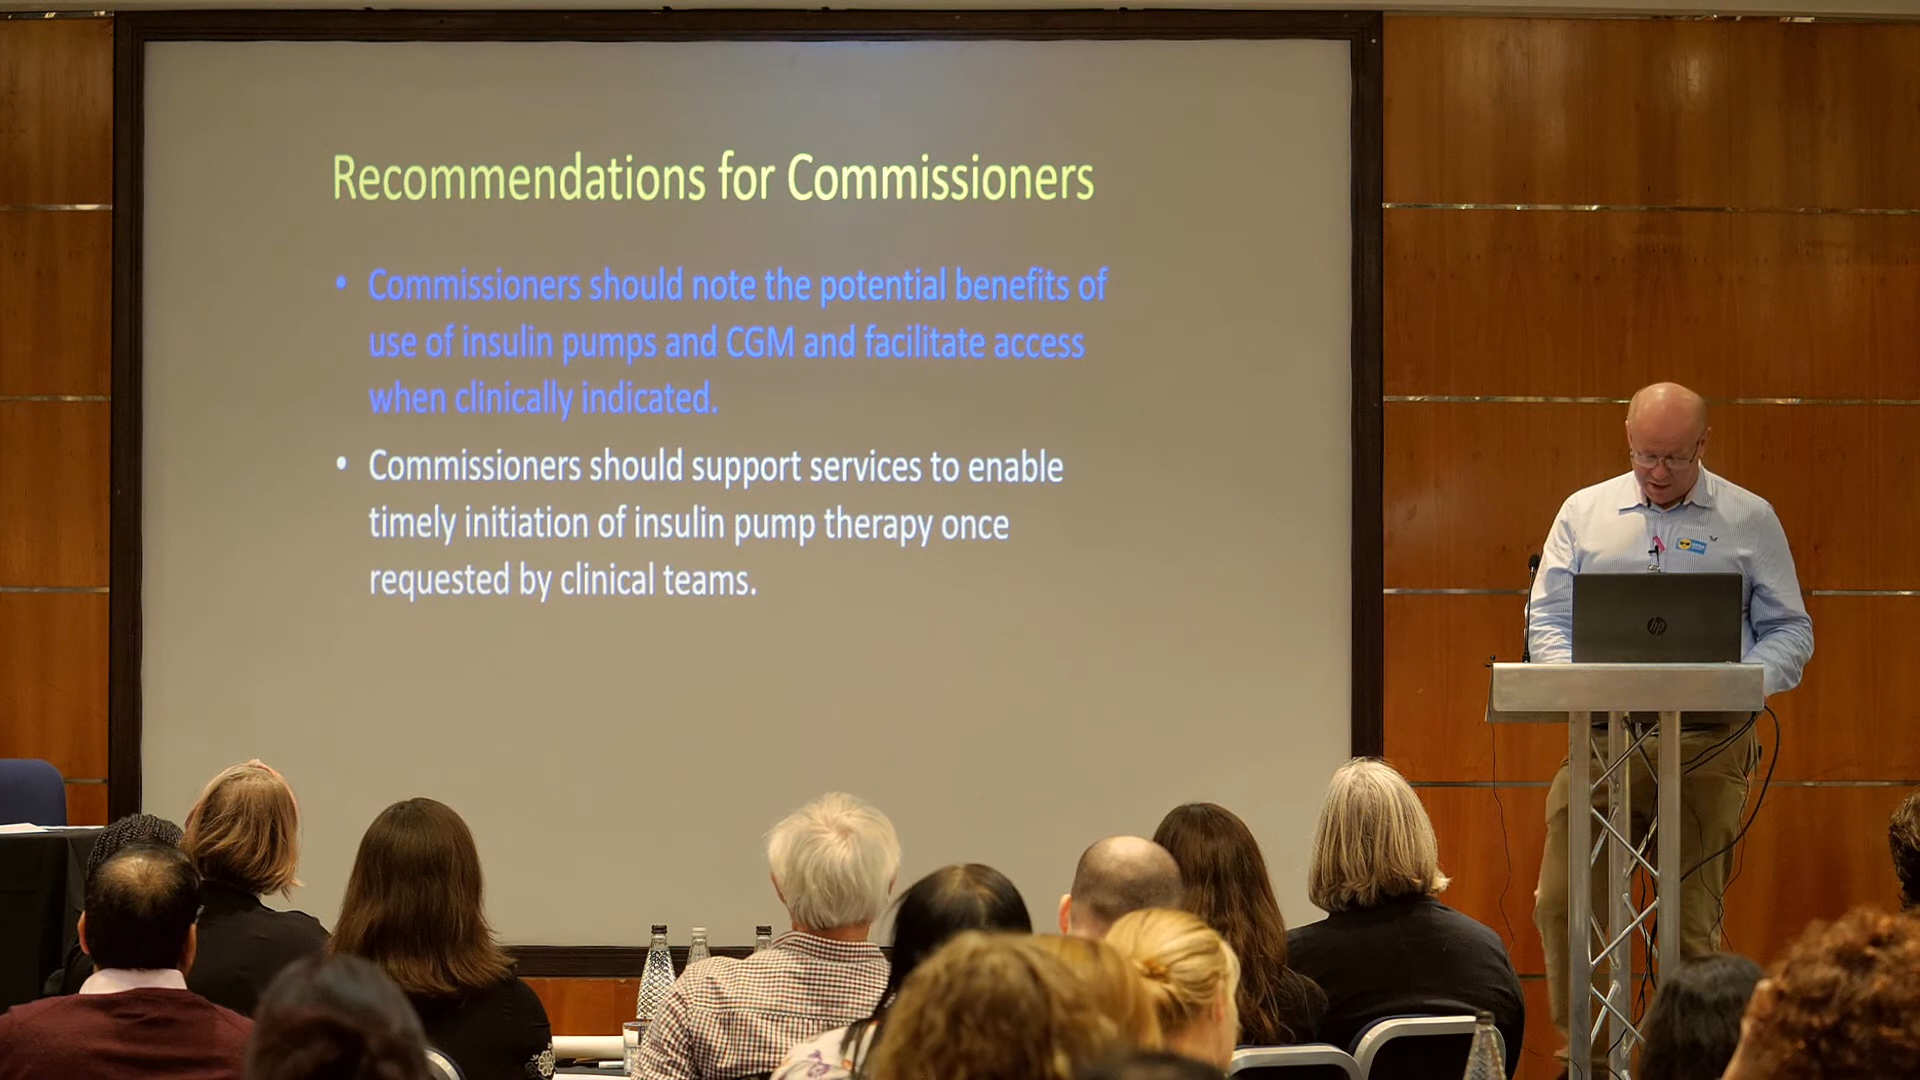 Recommendations for Commissioners
• Commissioners should note the potential benefits of
use of insulin pumps and CGM and facilitate access
when clinically indicated.
• Commissioners should support services to enable
timely initiation of insulin pump therapy once
requested by clinical teams.
hp